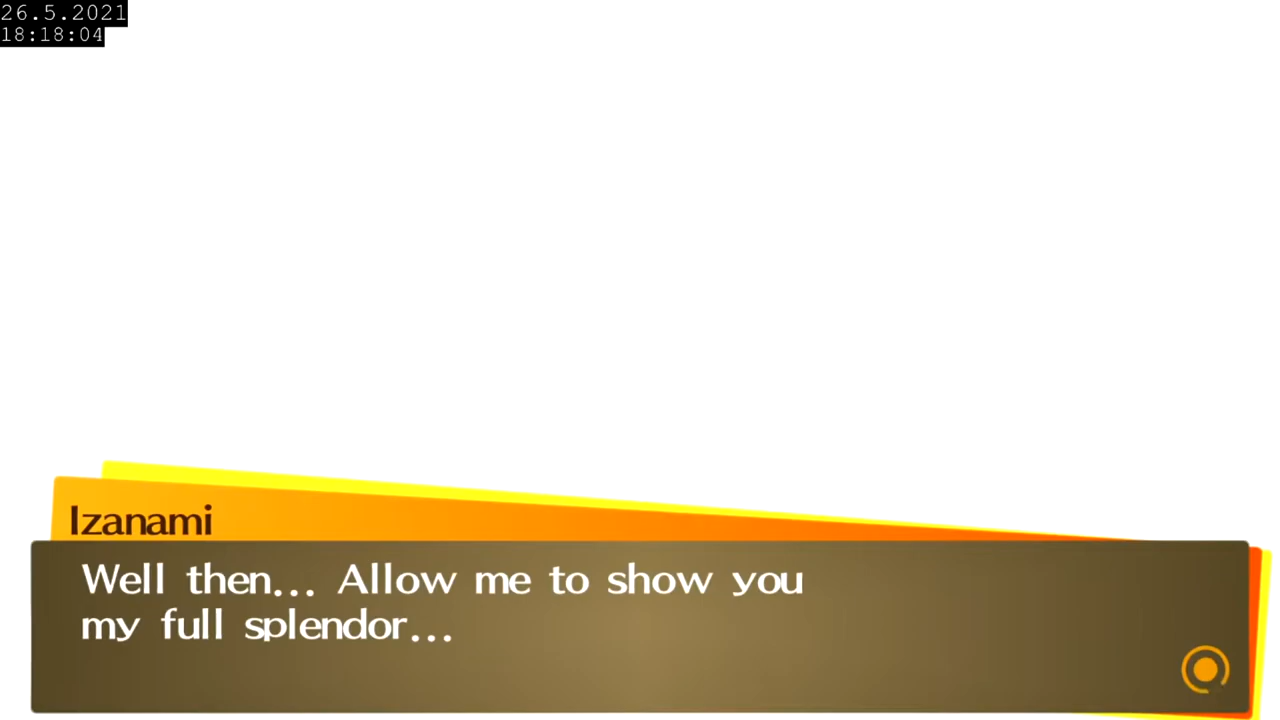 26.5.2021
18:18:04
Izanami
Well then... Allow me to show you
my full splendor...